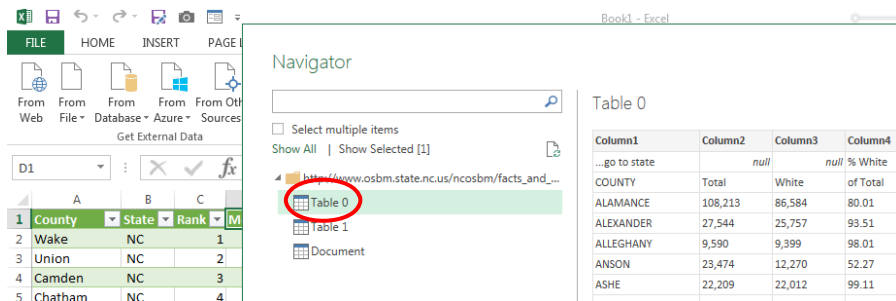 Book1 - Excel
FILE HOME INSERT PAGE L
From Web
From File
From Database
From Azure
From Oth Sources
Get External Data
D1
fx
A B C
1 County State Rank M
2 Wake NC 1
3 Union NC 2
4 Camden NC 3
5 Chatham NC 4
Navigator
Select multiple items
Show All | Show Selected [1]
http://www.osbm.state.nc.us/ncosbm/facts_and_...
Table 0
Table 1
Document
Table 0
Column1 Column2 Column3 Column4
...go to state null null % White
COUNTY Total White of Total
ALAMANCE 108,213 86,584 80.01
ALEXANDER 27,544 25,757 93.51
ALLEGHANY 9,590 9,399 98.01
ANSON 23,474 12,270 52.27
ASHE 22,209 22,012 99.11